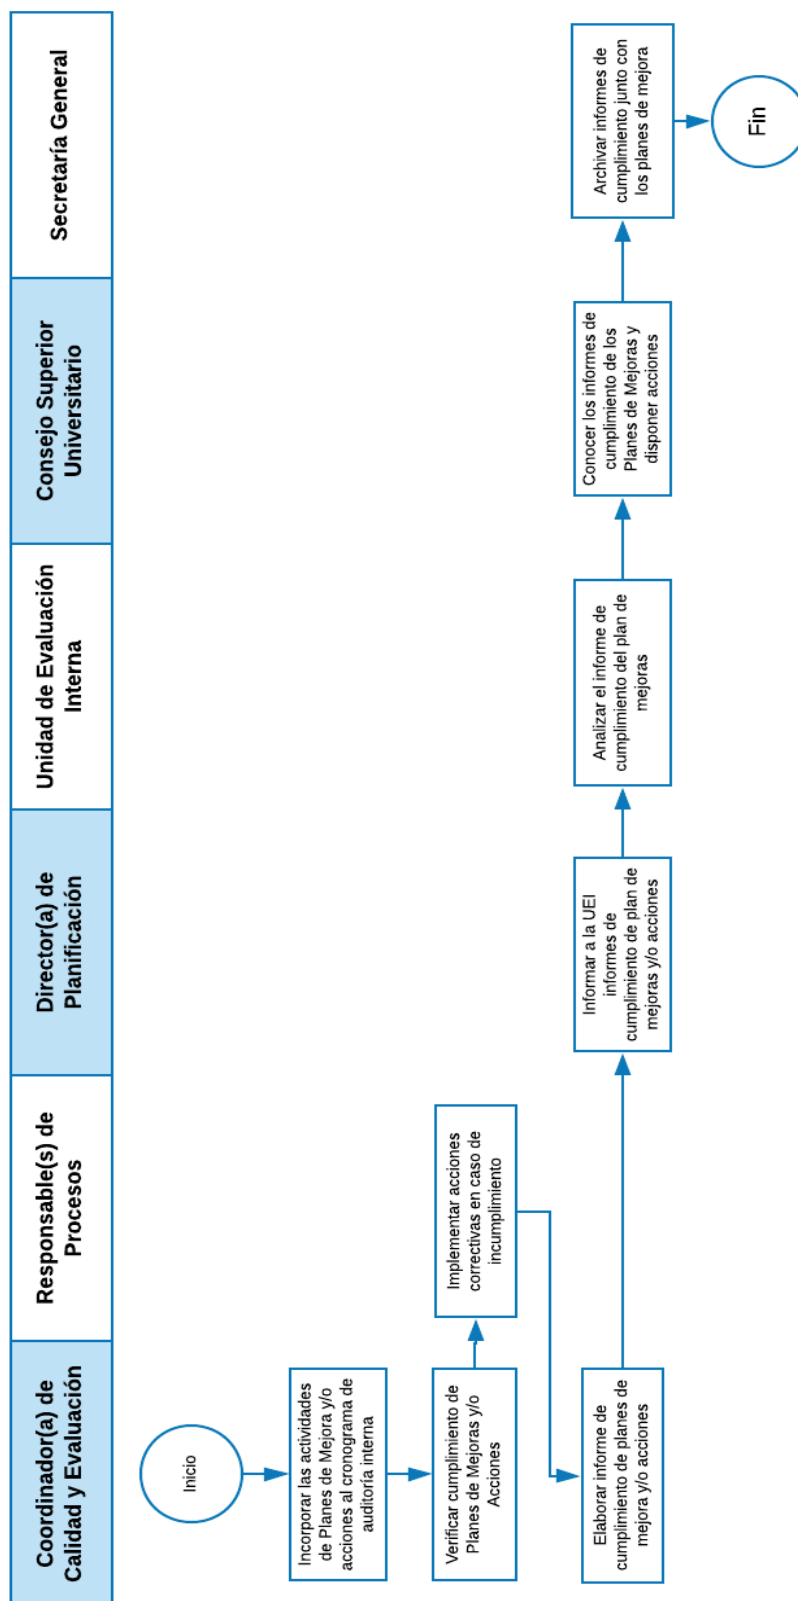 Coordinador(a) de
Calidad y Evaluación
Responsable(s) de
Procesos
Director(a) de
Planificación
Unidad de Evaluación
Interna
Consejo Superior
Universitario
Secretaría General
Inicio
Incorporar las actividades
de Planes de Mejora y/o
acciones al cronograma de
auditoría interna
Verificar cumplimiento de
Planes de Mejoras y/o
Acciones
Implementar acciones
correctivas en caso de
incumplimiento
Elaborar informe de
cumplimiento de planes de
mejora y/o acciones
Informar a la UEI
informes de
cumplimiento de plan de
mejoras y/o acciones
Analizar el informe de
cumplimiento del plan de
mejoras
Conocer los informes de
cumplimiento de los
Planes de Mejoras y
disponer acciones
Archivar informes de
cumplimiento junto con
los planes de mejora
Fin